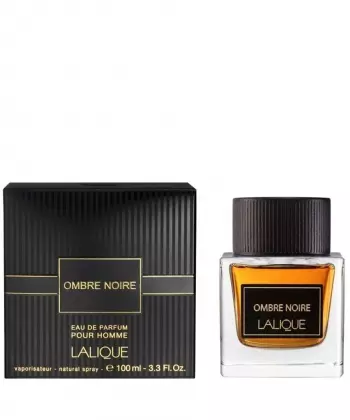 OMBRE NOIRE
EAU DE PARFUM
POUR HOMME
LALIQUE
vaporisateur - natural spray - ℮ 100 ml - 3.3 Fl. Oz.
OMBRE NOIRE
LALIQUE